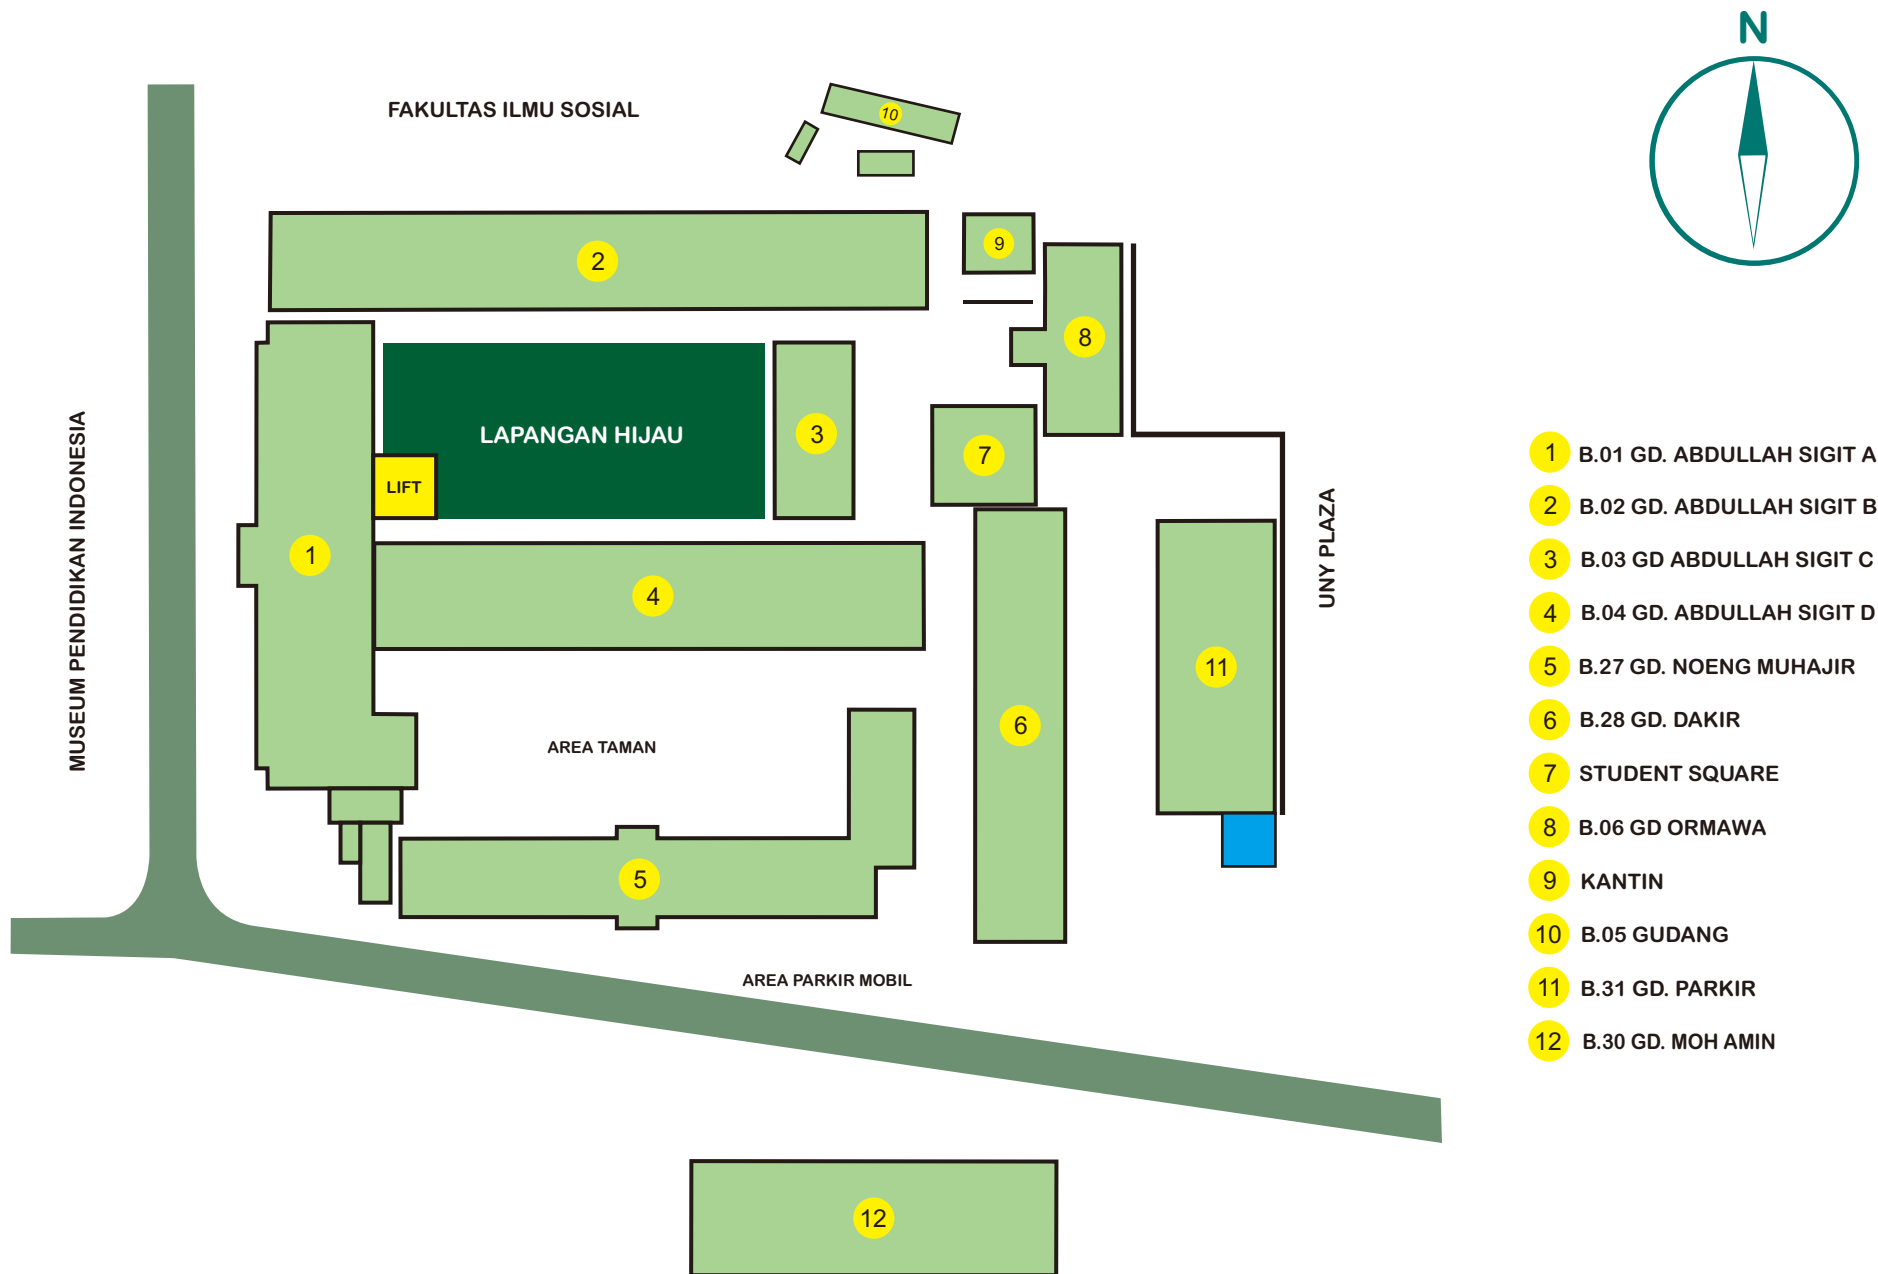 N
FAKULTAS ILMU SOSIAL
10
2
9
8
LAPANGAN HIJAU
3
7
LIFT
1
4
MUSEUM PENDIDIKAN INDONESIA
UNY PLAZA
11
6
AREA TAMAN
5
AREA PARKIR MOBIL
12
1 B.01 GD. ABDULLAH SIGIT A
2 B.02 GD. ABDULLAH SIGIT B
3 B.03 GD ABDULLAH SIGIT C
4 B.04 GD. ABDULLAH SIGIT D
5 B.27 GD. NOENG MUHAJIR
6 B.28 GD. DAKIR
7 STUDENT SQUARE
8 B.06 GD ORMAWA
9 KANTIN
10 B.05 GUDANG
11 B.31 GD. PARKIR
12 B.30 GD. MOH AMIN